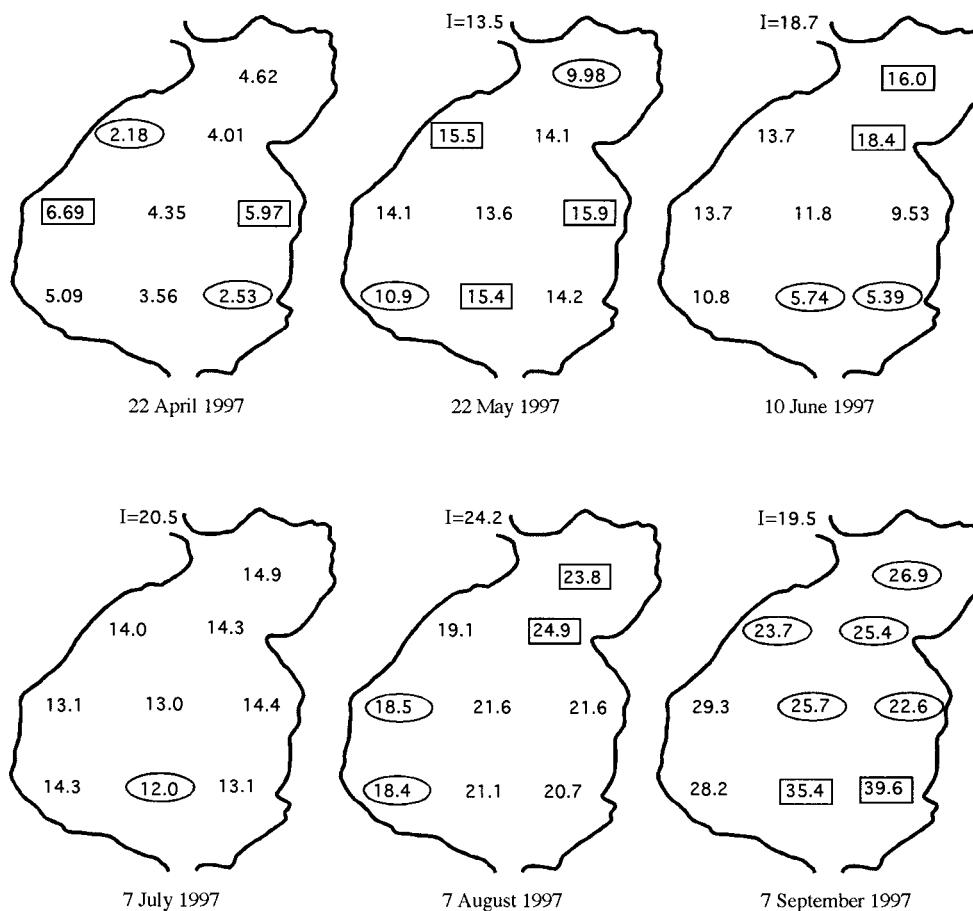 I=13.5
I=18.7
4.62
9.98
16.0
2.18 4.01
15.5 14.1
13.7 18.4
6.69 4.35 5.97
14.1 13.6 15.9
13.7 11.8 9.53
5.09 3.56 2.53
10.9 15.4 14.2
10.8 5.74 5.39
22 April 1997
22 May 1997
10 June 1997
I=20.5
I=24.2
I=19.5
14.9
23.8
26.9
14.0 14.3
19.1 24.9
23.7 25.4
13.1 13.0 14.4
18.5 21.6 21.6
29.3 25.7 22.6
14.3 12.0 13.1
18.4 21.1 20.7
28.2 35.4 39.6
7 July 1997
7 August 1997
7 September 1997